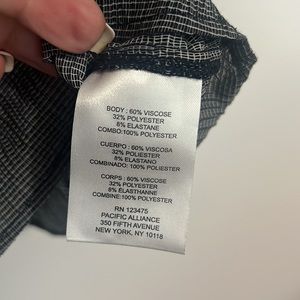 BODY : 60% VISCOSE
32% POLYESTER
8% ELASTANE
COMBO:100% POLYESTER
CUERPO : 60% VISCOSA
32% POLIESTER
8% ELASTANO
COMBINADO: 100% POLIESTER
CORPS : 60% VISCOSE
32% POLYESTER
8% ÉLASTHANNE
COMBINE:100% POLYESTER
RN 123475
PACIFIC ALLIANCE
350 FIFTH AVENUE
NEW YORK, NY 10118